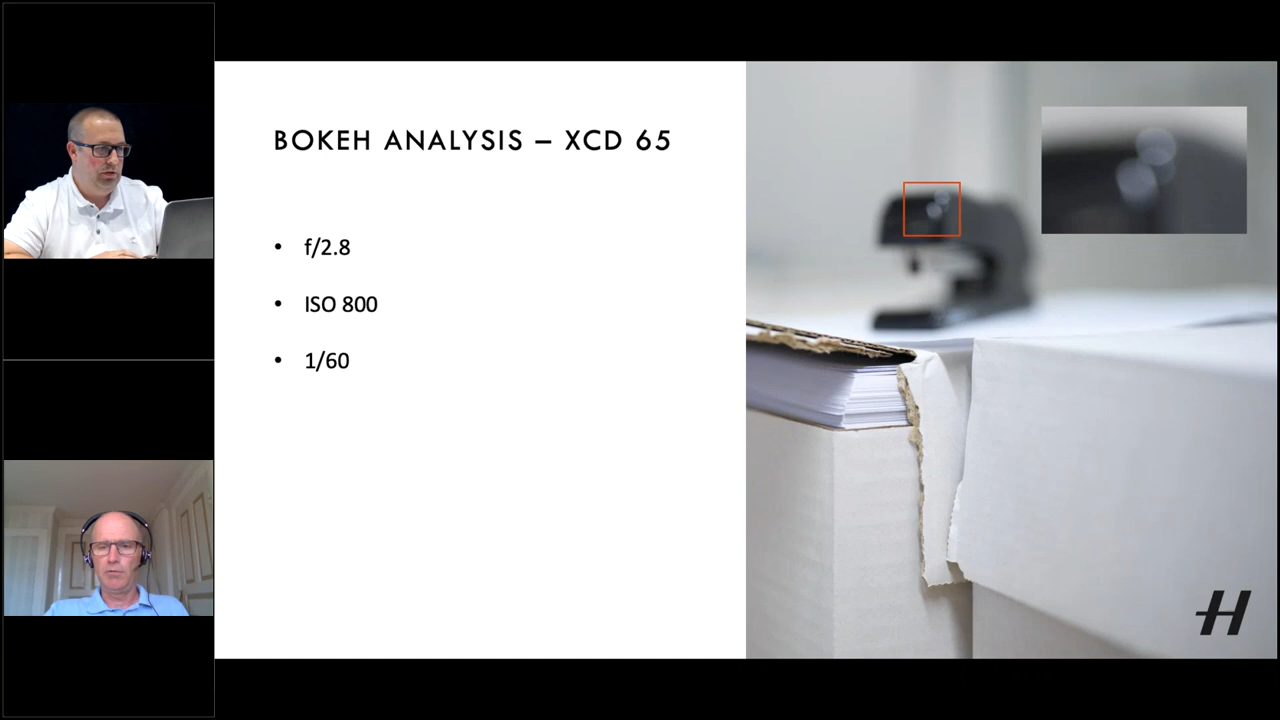 BOKEH ANALYSIS – XCD 65
• f/2.8
• ISO 800
• 1/60
H